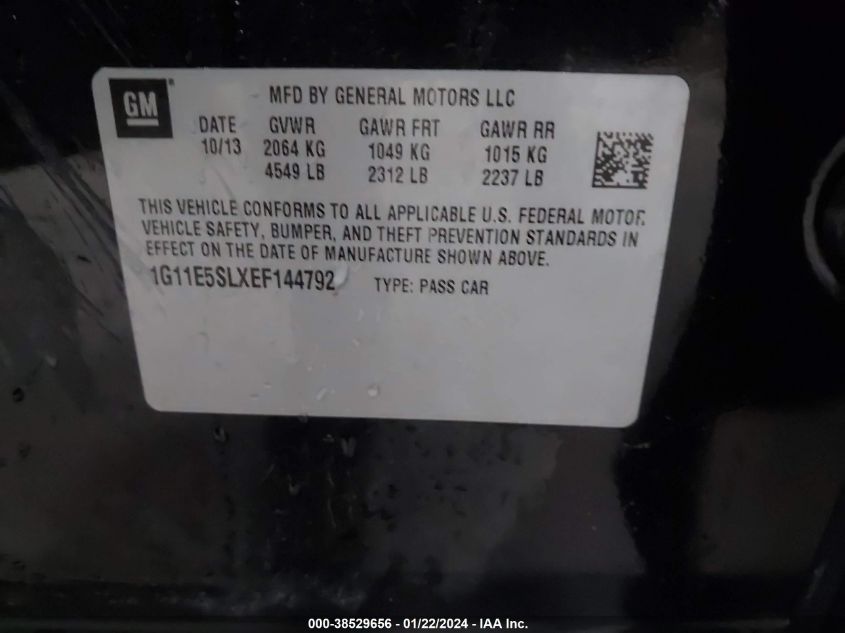 GM®
MFD BY GENERAL MOTORS LLC
DATE GVWR GAWR FRT GAWR RR
10/13 2064 KG 1049 KG 1015 KG
4549 LB 2312 LB 2237 LB
THIS VEHICLE CONFORMS TO ALL APPLICABLE U.S. FEDERAL MOTOR
VEHICLE SAFETY, BUMPER, AND THEFT PREVENTION STANDARDS IN
EFFECT ON THE DATE OF MANUFACTURE SHOWN ABOVE.
1G11E5SLXEF144792 TYPE: PASS CAR
000-38529656 - 01/22/2024 - IAA Inc.